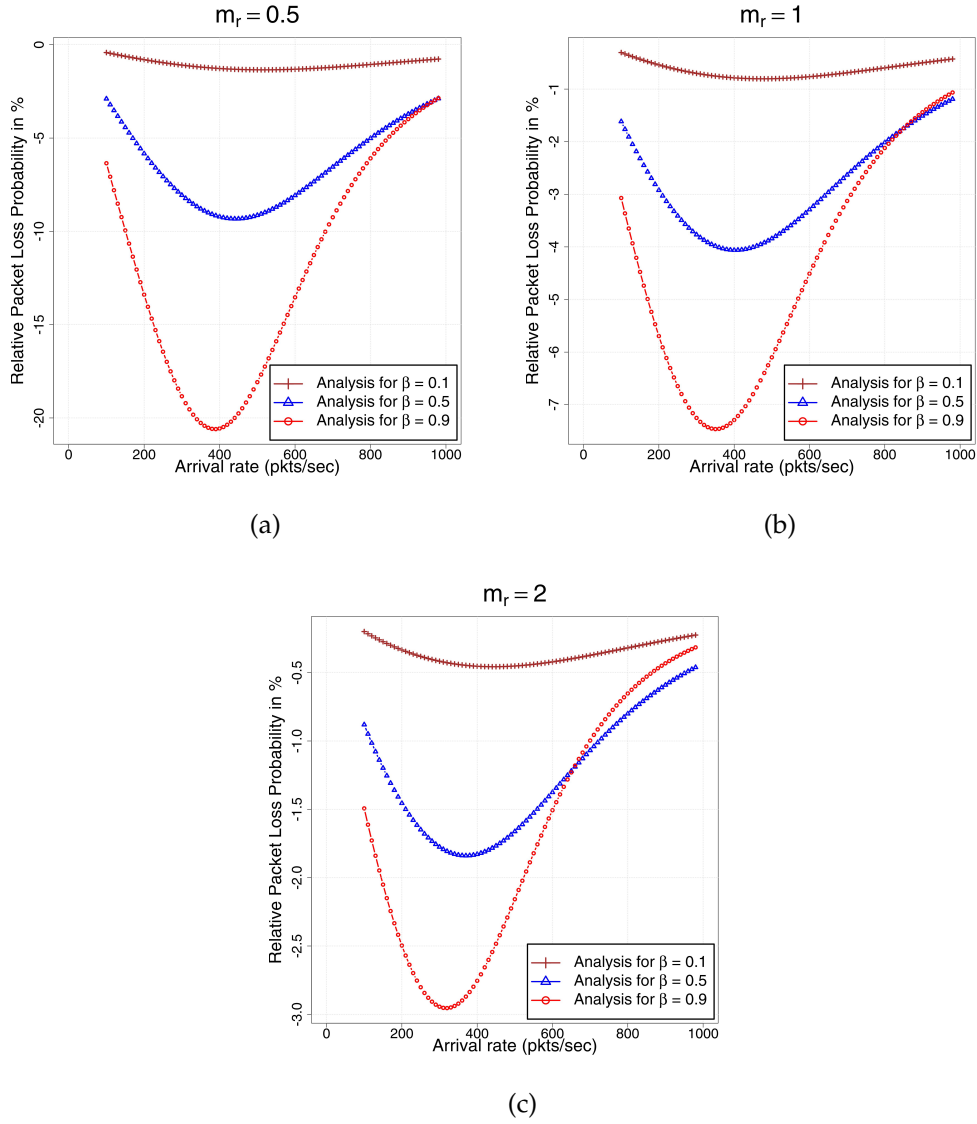 m_r = 0.5
Relative Packet Loss Probability in %
0
-5
-10
-15
-20
Analysis for β = 0.1
Analysis for β = 0.5
Analysis for β = 0.9
0 200 400 600 800 1000
Arrival rate (pkts/sec)
(a)
m_r = 1
Relative Packet Loss Probability in %
-1
-2
-3
-4
-5
-6
-7
Analysis for β = 0.1
Analysis for β = 0.5
Analysis for β = 0.9
0 200 400 600 800 1000
Arrival rate (pkts/sec)
(b)
m_r = 2
Relative Packet Loss Probability in %
-0.5
-1.0
-1.5
-2.0
-2.5
-3.0
Analysis for β = 0.1
Analysis for β = 0.5
Analysis for β = 0.9
0 200 400 600 800 1000
Arrival rate (pkts/sec)
(c)